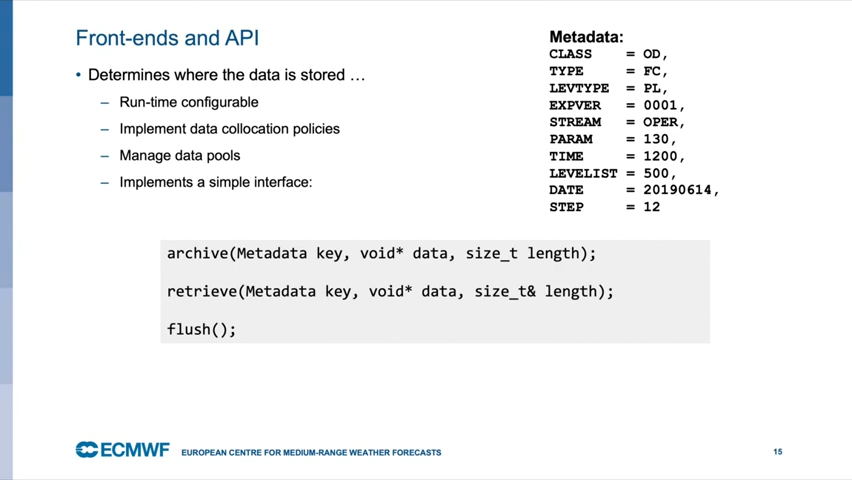 Front-ends and API
• Determines where the data is stored …
– Run-time configurable
– Implement data collocation policies
– Manage data pools
– Implements a simple interface:
Metadata:
CLASS = OD,
TYPE = FC,
LEVTYPE = PL,
EXPVER = 0001,
STREAM = OPER,
PARAM = 130,
TIME = 1200,
LEVELIST = 500,
DATE = 20190614,
STEP = 12
archive(Metadata key, void* data, size_t length);
retrieve(Metadata key, void* data, size_t& length);
flush();
ECMWF EUROPEAN CENTRE FOR MEDIUM-RANGE WEATHER FORECASTS
15